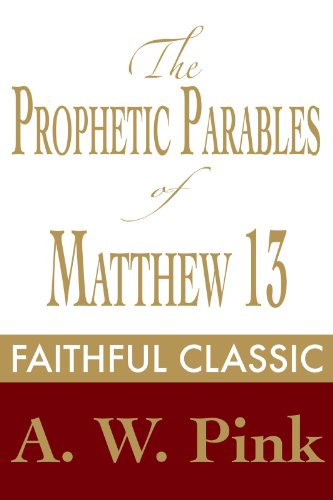 The
Prophetic Parables
of
Matthew 13
FAITHFUL CLASSIC
A. W. Pink